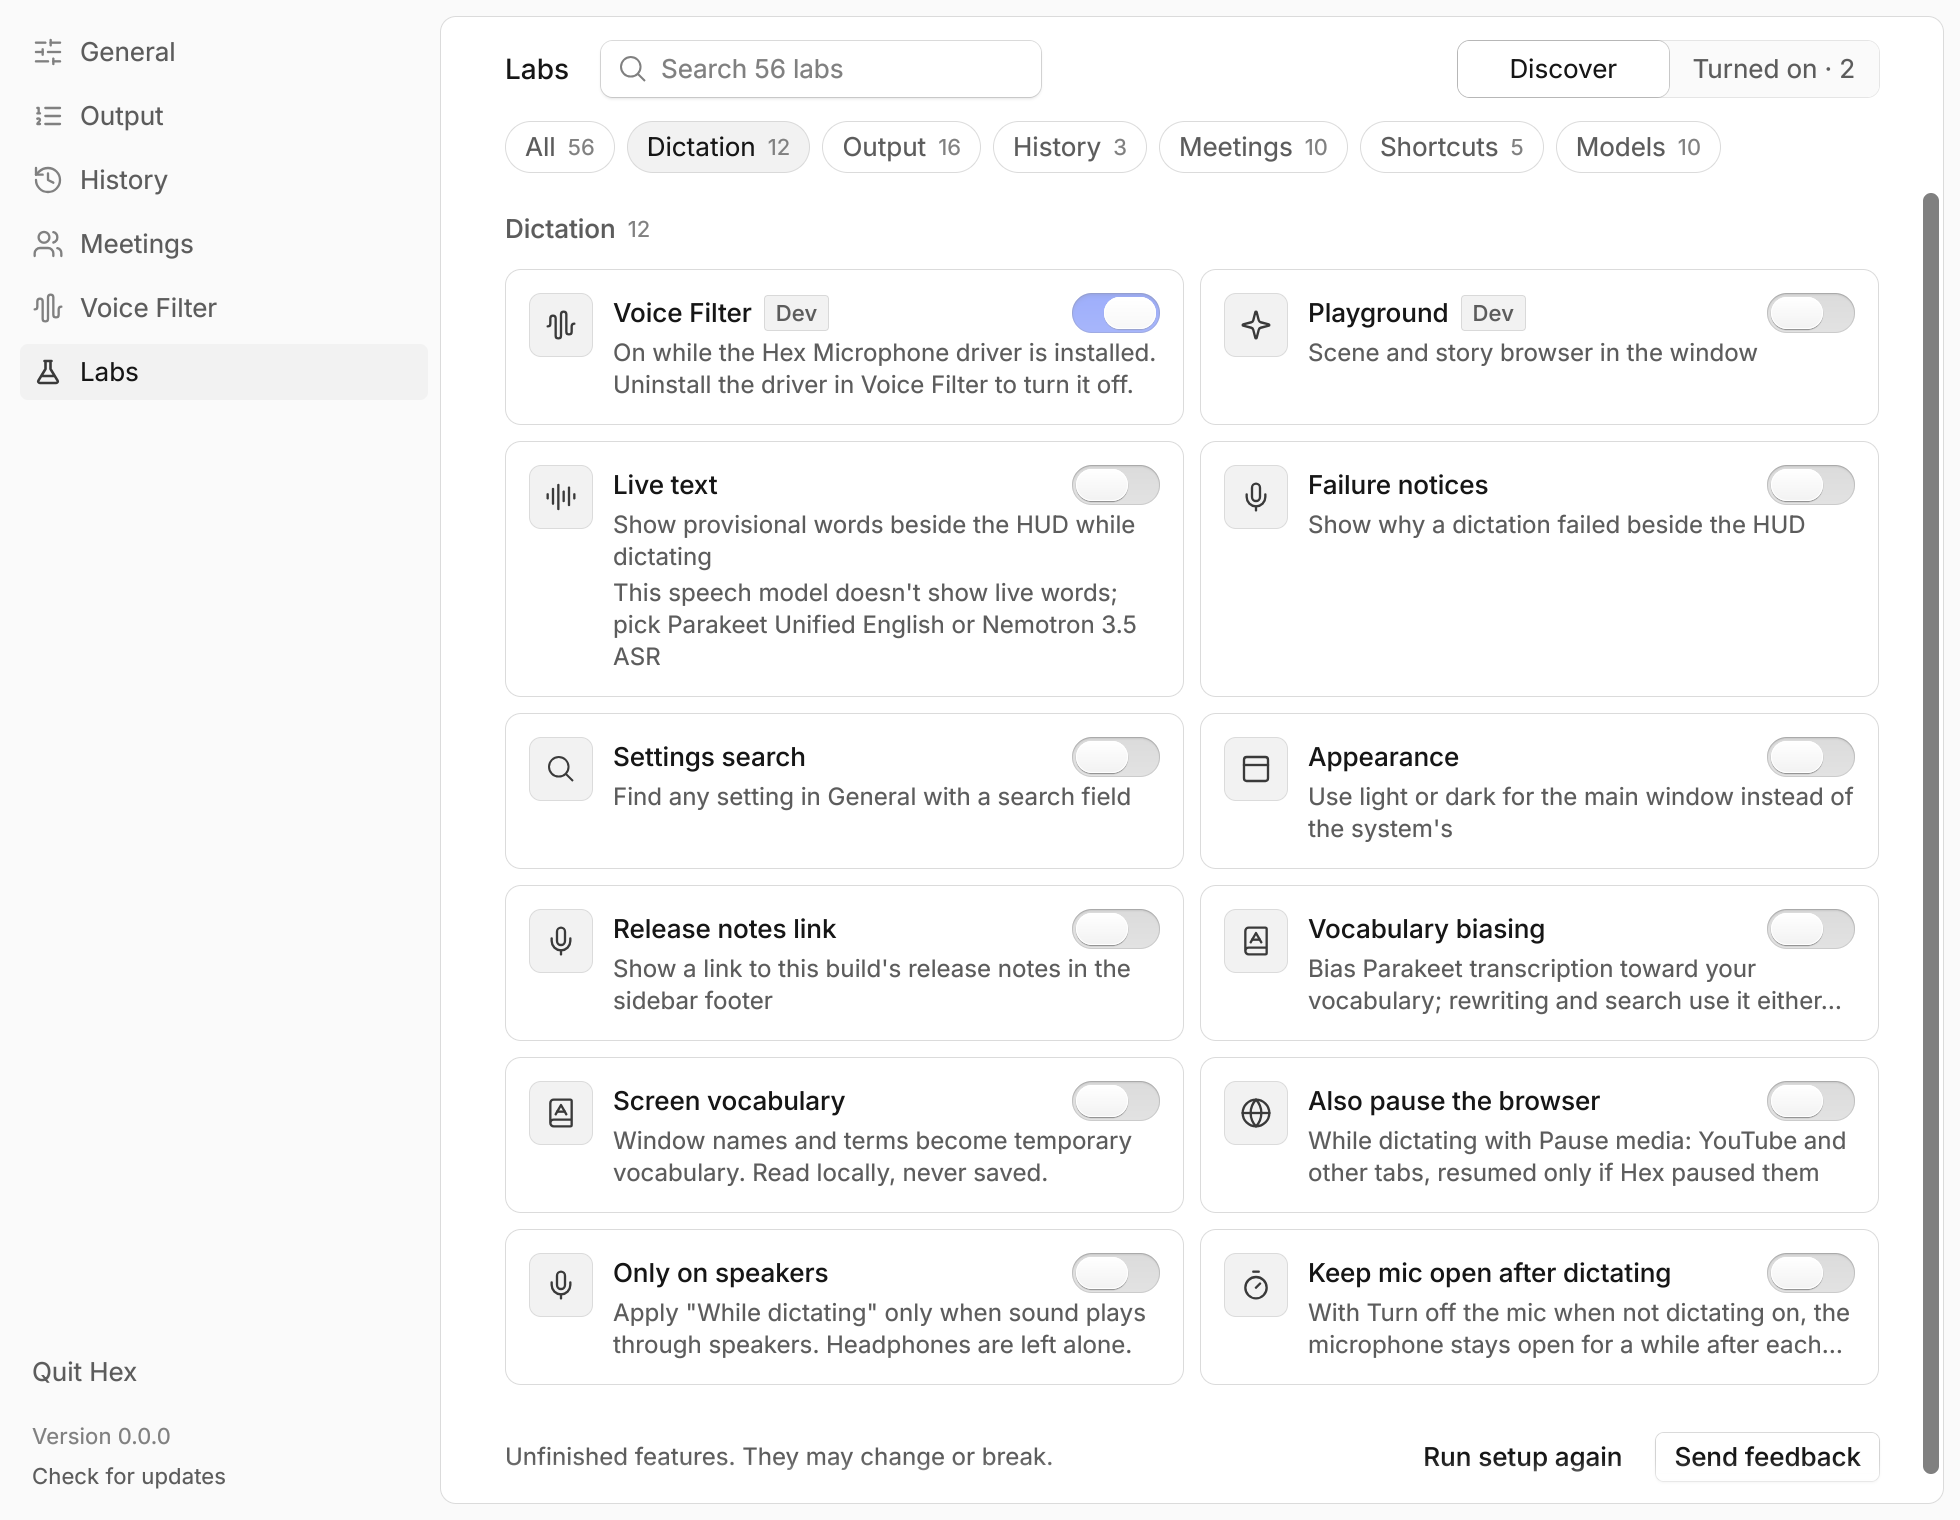 General
Output
History
Meetings
Voice Filter
Labs
Quit Hex
Version 0.0.0
Check for updates
Labs
Search 56 labs
Discover
Turned on · 2
All 56
Dictation 12
Output 16
History 3
Meetings 10
Shortcuts 5
Models 10
Dictation 12
Voice Filter Dev
On while the Hex Microphone driver is installed.
Uninstall the driver in Voice Filter to turn it off.
Playground Dev
Scene and story browser in the window
Live text
Show provisional words beside the HUD while
dictating
This speech model doesn't show live words;
pick Parakeet Unified English or Nemotron 3.5
ASR
Failure notices
Show why a dictation failed beside the HUD
Settings search
Find any setting in General with a search field
Appearance
Use light or dark for the main window instead of
the system's
Release notes link
Show a link to this build's release notes in the
sidebar footer
Vocabulary biasing
Bias Parakeet transcription toward your
vocabulary; rewriting and search use it either...
Screen vocabulary
Window names and terms become temporary
vocabulary. Read locally, never saved.
Also pause the browser
While dictating with Pause media: YouTube and
other tabs, resumed only if Hex paused them
Only on speakers
Apply "While dictating" only when sound plays
through speakers. Headphones are left alone.
Keep mic open after dictating
With Turn off the mic when not dictating on, the
microphone stays open for a while after each...
Unfinished features. They may change or break.
Run setup again
Send feedback